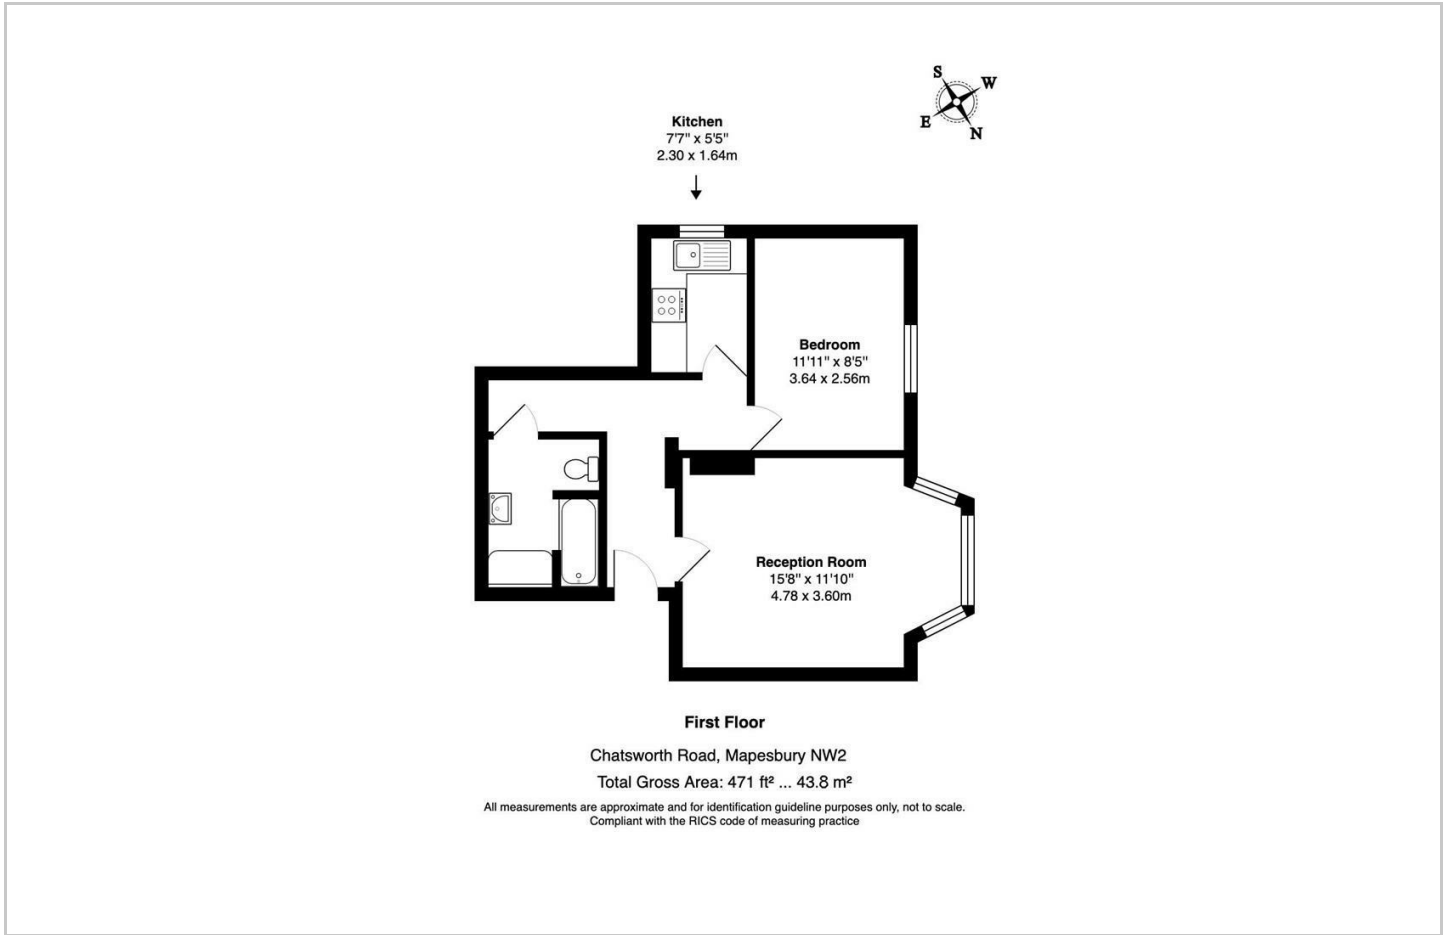 S
W
E
N
Kitchen
7'7" x 5'5"
2.30 x 1.64m
Bedroom
11'11" x 8'5"
3.64 x 2.56m
Reception Room
15'8" x 11'10"
4.78 x 3.60m
First Floor
Chatsworth Road, Mapesbury NW2
Total Gross Area: 471 ft² ... 43.8 m²
All measurements are approximate and for identification guideline purposes only, not to scale.
Compliant with the RICS code of measuring practice